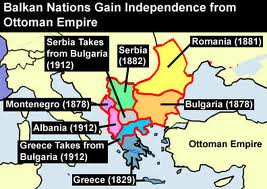 Balkan Nations Gain Independence from
Ottoman Empire
Serbia Takes
from Bulgaria
(1912)
Serbia
(1882)
Romania (1881)
Montenegro (1878)
Bulgaria (1878)
Albania (1912)
Greece Takes from
Bulgaria (1912)
Ottoman Empire
Greece (1829)